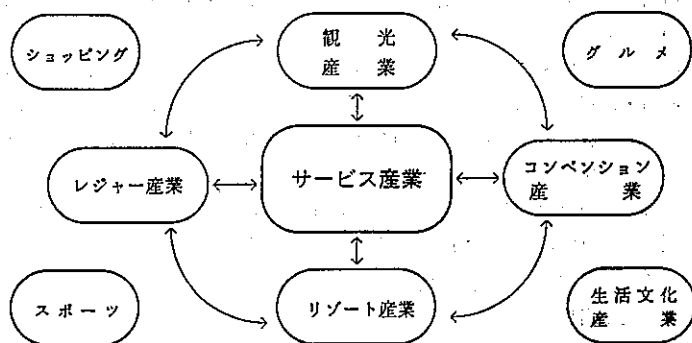 ショッピング
観光
産業
グルメ
レジャー産業
サービス産業
コンベンション
産業
スポーツ
リゾート産業
生活文化
産業